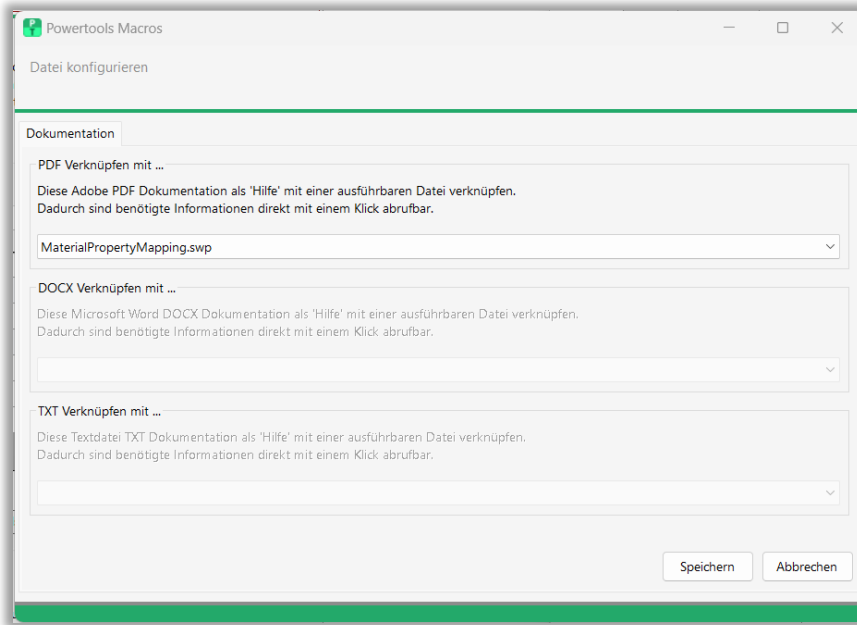 Powertools Macros
Datei konfigurieren
Dokumentation
PDF Verknüpfen mit ...
Diese Adobe PDF Dokumentation als 'Hilfe' mit einer ausführbaren Datei verknüpfen.
Dadurch sind benötigte Informationen direkt mit einem Klick abrufbar.
MaterialPropertyMapping.swp
DOCX Verknüpfen mit ...
Diese Microsoft Word DOCX Dokumentation als 'Hilfe' mit einer ausführbaren Datei verknüpfen.
Dadurch sind benötigte Informationen direkt mit einem Klick abrufbar.
TXT Verknüpfen mit ...
Diese Textdatei TXT Dokumentation als 'Hilfe' mit einer ausführbaren Datei verknüpfen.
Dadurch sind benötigte Informationen direkt mit einem Klick abrufbar.
Speichern Abbrechen